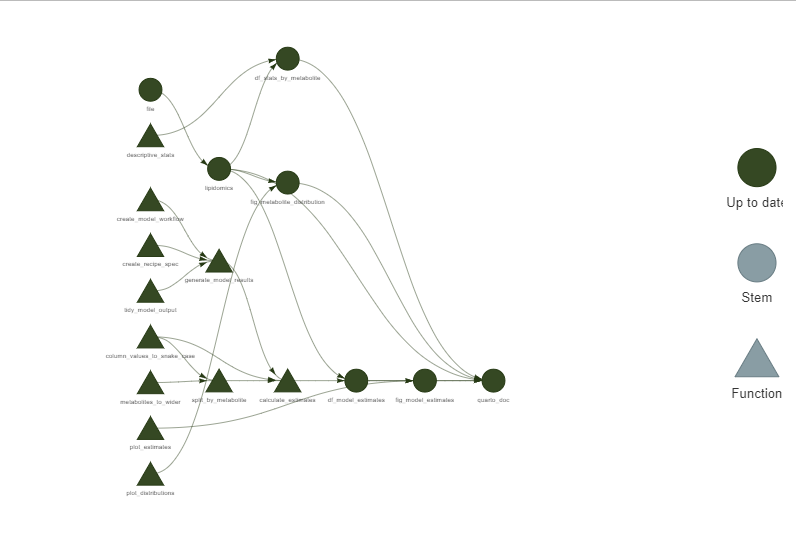 df_stats_by_metabolite
file
descriptive_stats
lipidomics
fig_metabolite_distribution
create_model_workflow
create_recipe_spec
generate_model_results
tidy_model_output
column_values_to_snake_case
metabolites_to_wider
split_by_metabolite
calculate_estimates
df_model_estimates
fig_model_estimates
quarto_doc
plot_estimates
plot_distributions
Up to date
Stem
Function